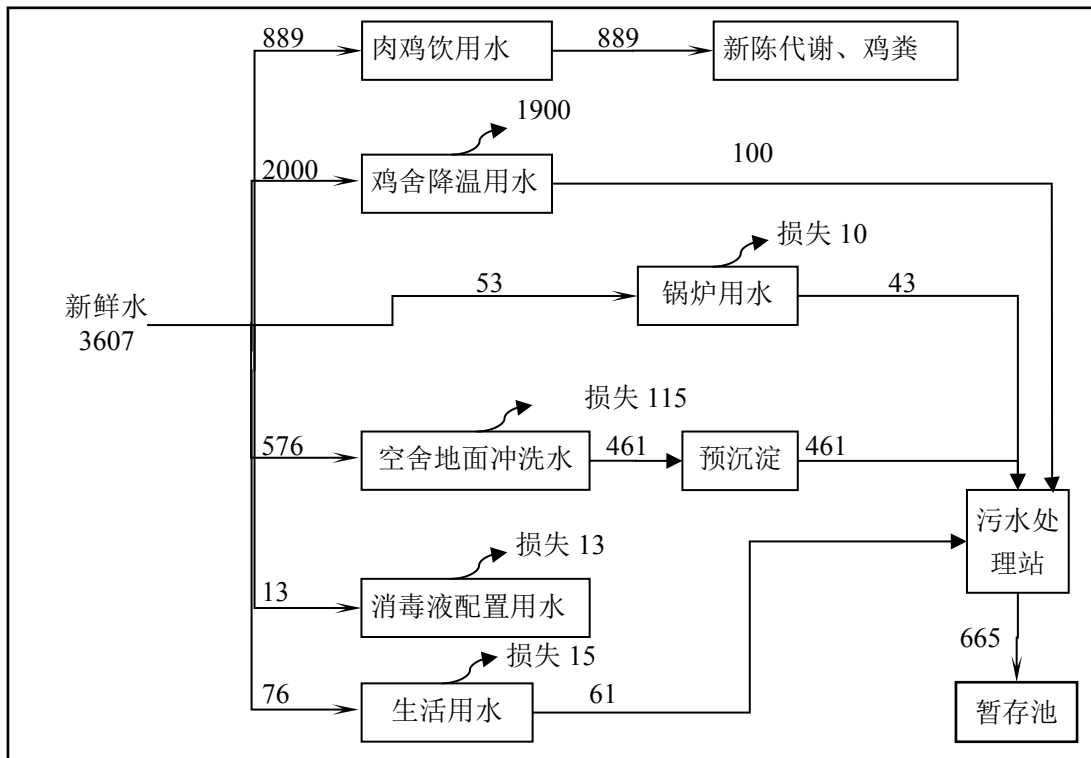 889
肉鸡饮用水
889
新陈代谢、鸡粪
1900
2000
鸡舍降温用水
100
损失 10
53
锅炉用水
43
新鲜水
3607
损失 115
576
空舍地面冲洗水
461
预沉淀
461
污水处
理站
损失 13
13
消毒液配置用水
665
损失 15
76
生活用水
61
暂存池